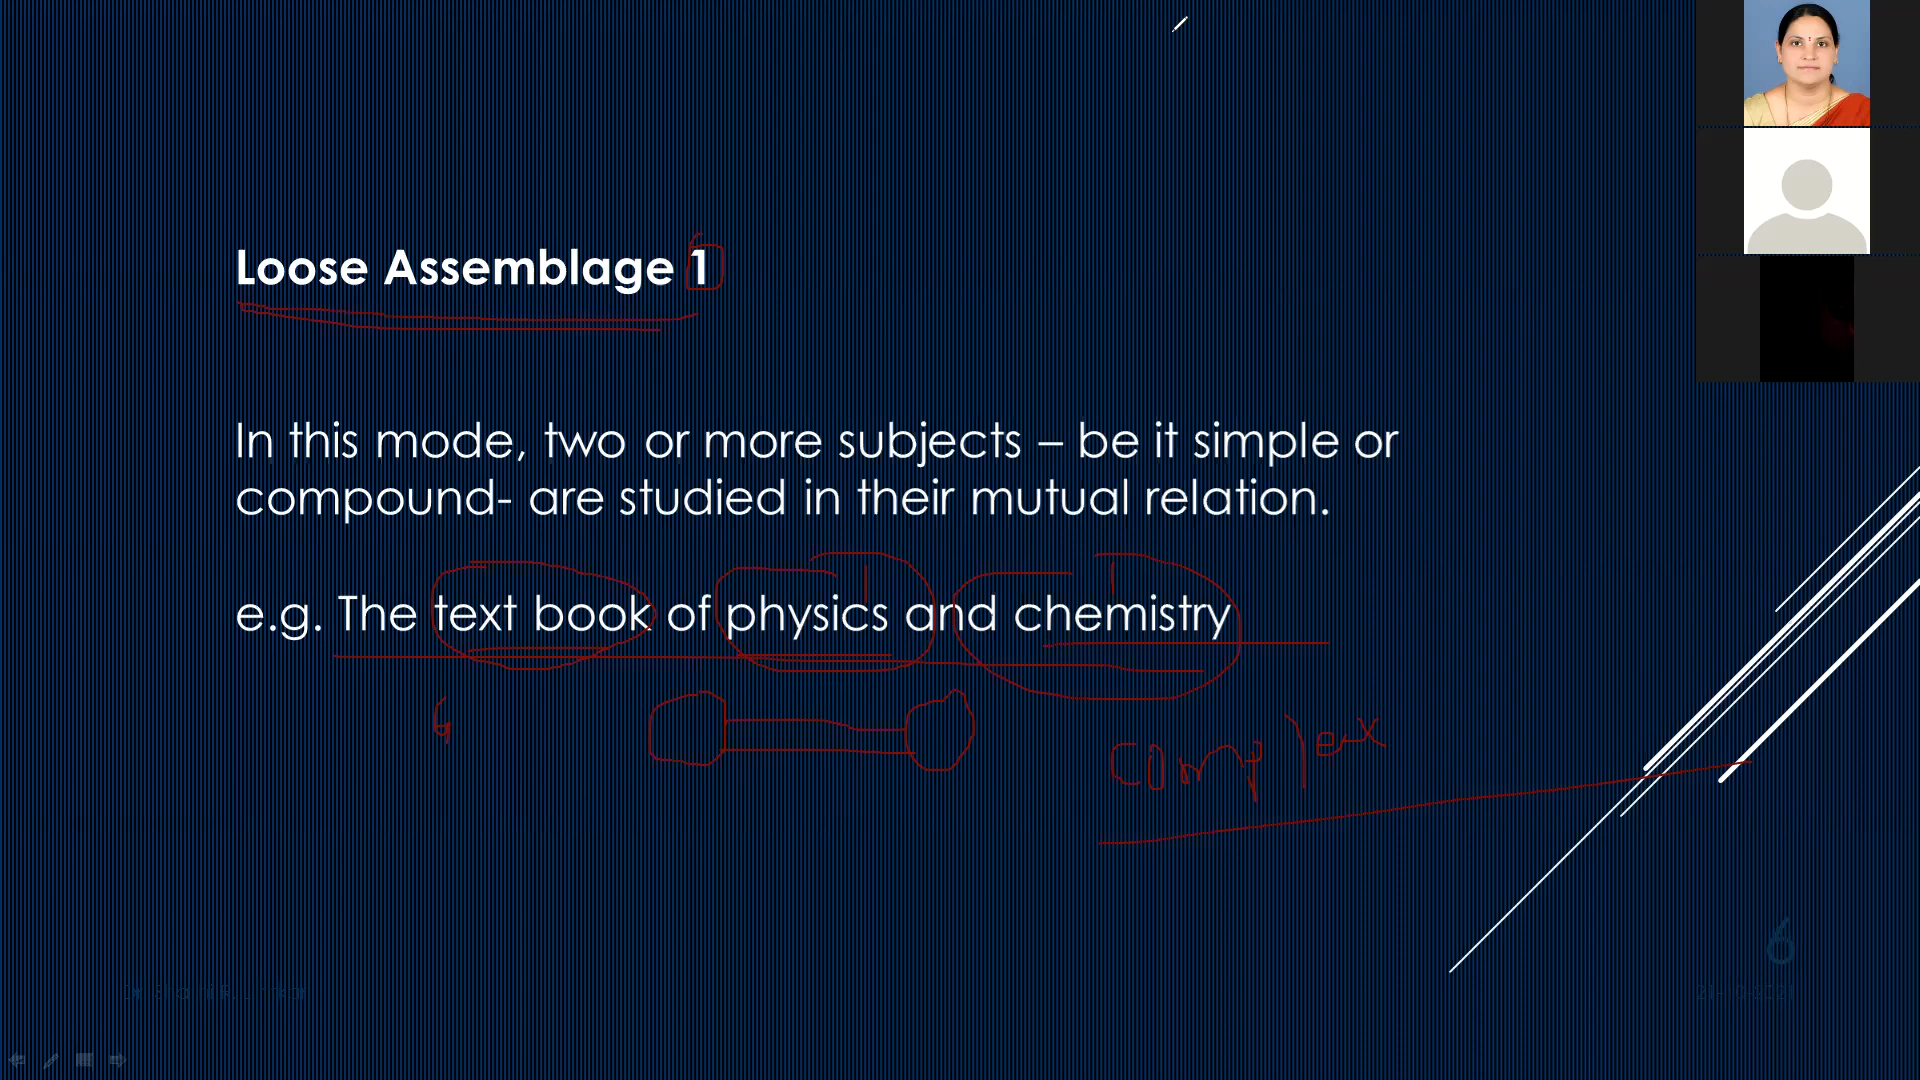 Loose Assemblage 1
In this mode, two or more subjects – be it simple or
compound- are studied in their mutual relation.
e.g. The text book of physics and chemistry
complex
6